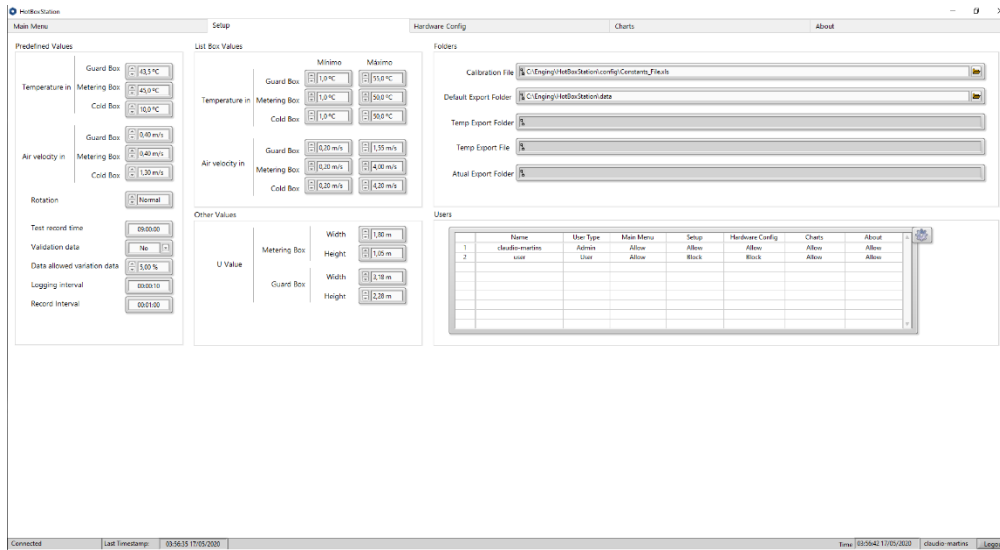 HotBoxStation
Main Menu Setup Hardware Config Charts About
Predefined Values
Temperature in
Guard Box 43,5 ºC
Metering Box 45,0 ºC
Cold Box 10,0 ºC
Air velocity in
Guard Box 0,40 m/s
Metering Box 0,40 m/s
Cold Box 1,30 m/s
Rotation Normal
Test record time 09:00:00
Validation data No
Data allowed variation data 5,00 %
Logging interval 00:00:10
Record Interval 00:01:00
List Box Values
Mínimo Máximo
Temperature in
Guard Box 1,0 ºC 55,0 ºC
Metering Box 1,0 ºC 50,0 ºC
Cold Box 1,0 ºC 50,0 ºC
Air velocity in
Guard Box 0,20 m/s 1,55 m/s
Metering Box 0,20 m/s 4,00 m/s
Cold Box 0,20 m/s 4,20 m/s
Other Values
U Value
Metering Box
Width 1,80 m
Height 1,05 m
Guard Box
Width 3,18 m
Height 2,28 m
Folders
Calibration File C:\Enging\HotBoxStation\config\Constants_File.xls
Default Export Folder C:\Enging\HotBoxStation\data
Temp Export Folder
Temp Export File
Atual Export Folder
Users
Name User Type Main Menu Setup Hardware Config Charts About
1 claudio-martins Admin Allow Allow Allow Allow Allow
2 user User Allow Block Block Allow Allow
Connected Last Timestamp: 03:56:35 17/05/2020 Time 03:56:42 17/05/2020 claudio-martins